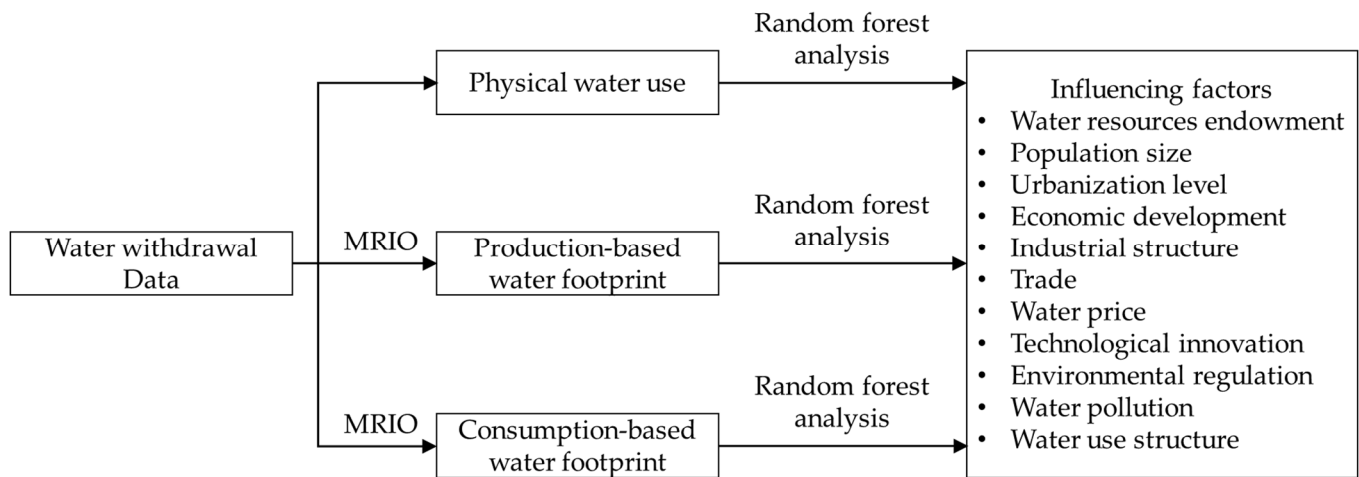 Random forest
analysis
Physical water use
Water withdrawal
Data
MRIO
Production-based
water footprint
Random forest
analysis
MRIO
Consumption-based
water footprint
Random forest
analysis
Influencing factors
• Water resources endowment
• Population size
• Urbanization level
• Economic development
• Industrial structure
• Trade
• Water price
• Technological innovation
• Environmental regulation
• Water pollution
• Water use structure